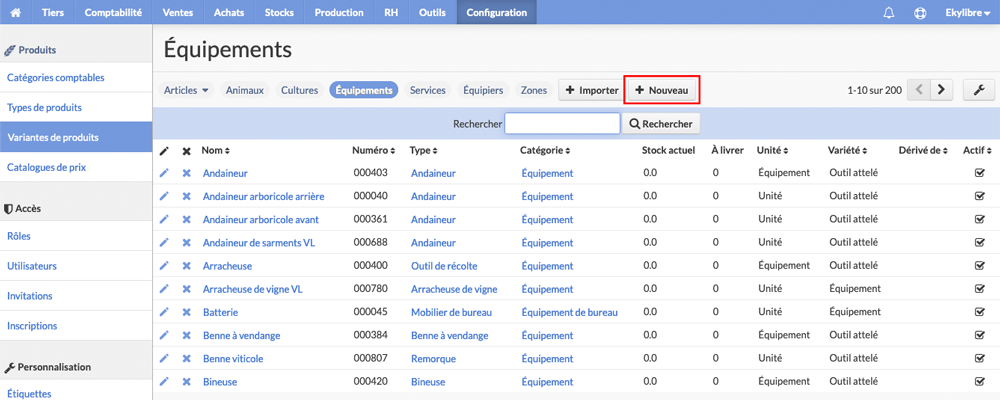 Tiers Comptabilité Ventes Achats Stocks Production RH Outils Configuration Ekylibre
Produits
Catégories comptables
Types de produits
Variantes de produits
Catalogues de prix
Accès
Rôles
Utilisateurs
Invitations
Inscriptions
Personnalisation
Étiquettes
Équipements
Articles Animaux Cultures Équipements Services Équipiers Zones Importer Nouveau 1-10 sur 200
Rechercher Rechercher
Nom Numéro Type Catégorie Stock actuel À livrer Unité Variété Dérivé de Actif
Andaineur 000403 Andaineur Équipement 0.0 0 Équipement Outil attelé
Andaineur arboricole arrière 000040 Andaineur Équipement 0.0 0 Unité Outil attelé
Andaineur arboricole avant 000361 Andaineur Équipement 0.0 0 Unité Outil attelé
Andaineur de sarments VL 000688 Andaineur Équipement 0.0 0 Unité Outil attelé
Arracheuse 000400 Outil de récolte Équipement 0.0 0 Équipement Outil attelé
Arracheuse de vigne VL 000780 Arracheuse de vigne Équipement 0.0 0 Unité Équipement
Batterie 000045 Mobilier de bureau Équipement de bureau 0.0 0 Unité Équipement
Benne à vendange 000384 Benne à vendange Équipement 0.0 0 Équipement Outil attelé
Benne viticole 000807 Remorque Équipement 0.0 0 Unité Outil attelé
Bineuse 000420 Bineuse Équipement 0.0 0 Équipement Outil attelé